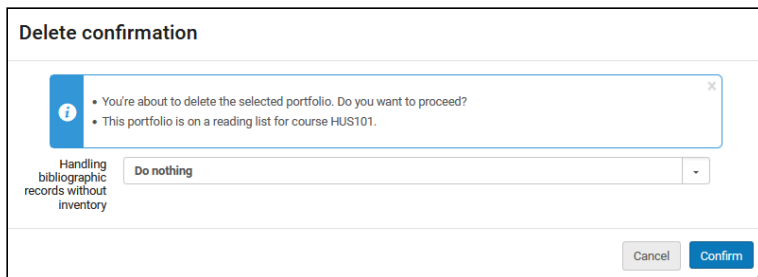 Delete confirmation
×
• You're about to delete the selected portfolio. Do you want to proceed?
• This portfolio is on a reading list for course HUS101.
Handling
bibliographic
records without
inventory
Do nothing
Cancel
Confirm